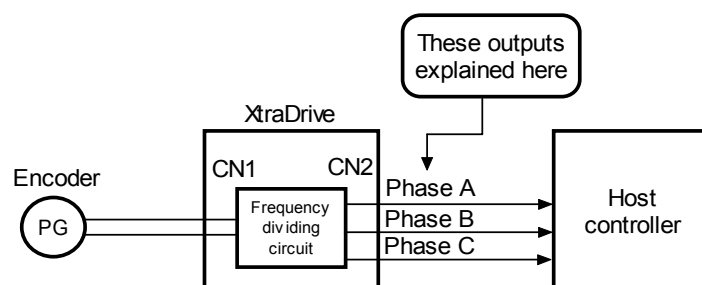 These outputs
explained here
XtraDrive
CN1
CN2
Encoder
PG
Frequency
dividing
circuit
Phase A
Phase B
Phase C
Host
controller